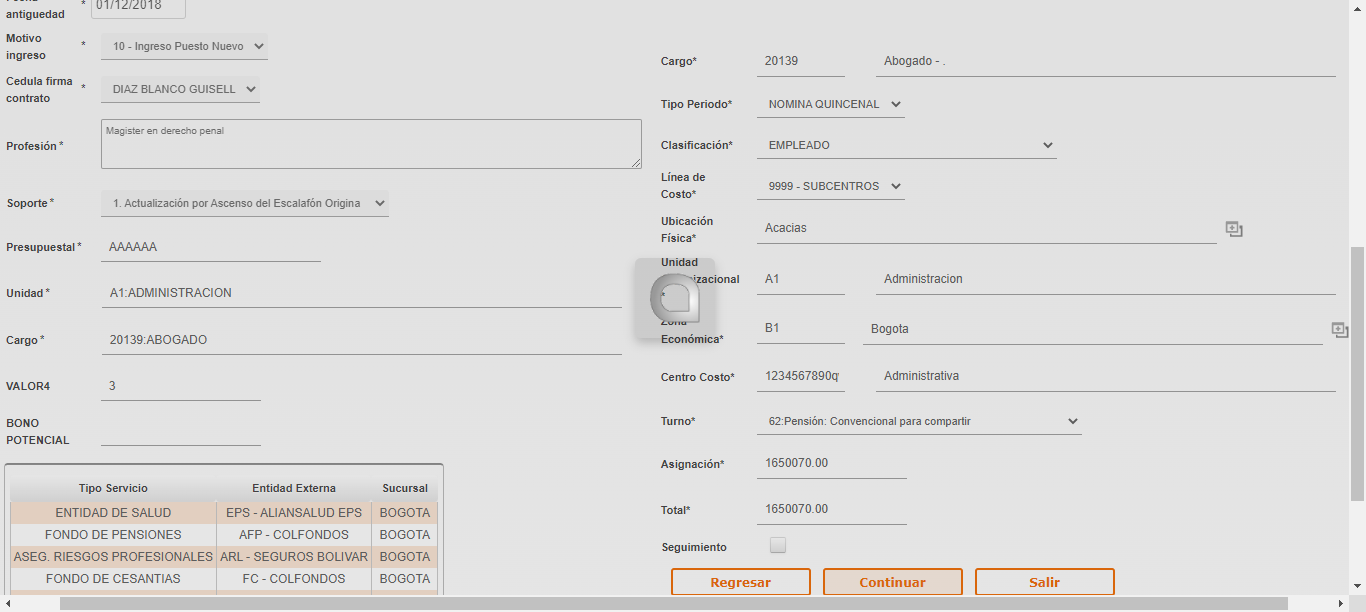 antiguedad
*
01/12/2018
Motivo
ingreso
*
10 - Ingreso Puesto Nuevo
Cedula firma
contrato
*
DIAZ BLANCO GUISELL
Profesión *
Magister en derecho penal
Soporte *
1. Actualización por Ascenso del Escalafón Origina
Presupuestal *
AAAAAA
Unidad *
A1:ADMINISTRACION
Cargo *
20139:ABOGADO
VALOR4
3
BONO
POTENCIAL
Tipo Servicio Entidad Externa Sucursal
ENTIDAD DE SALUD EPS - ALIANSALUD EPS BOGOTA
FONDO DE PENSIONES AFP - COLFONDOS BOGOTA
ASEG. RIESGOS PROFESIONALES ARL - SEGUROS BOLIVAR BOGOTA
FONDO DE CESANTIAS FC - COLFONDOS BOGOTA
Cargo*
20139 Abogado - .
Tipo Periodo*
NOMINA QUINCENAL
Clasificación*
EMPLEADO
Línea de
Costo*
9999 - SUBCENTROS
Ubicación
Física*
Acacias
Unidad
*
A1 Administracion
Zona
Económica*
B1 Bogota
Centro Costo*
1234567890q Administrativa
Turno*
62:Pensión: Convencional para compartir
Asignación*
1650070.00
Total*
1650070.00
Seguimiento
Regresar Continuar Salir